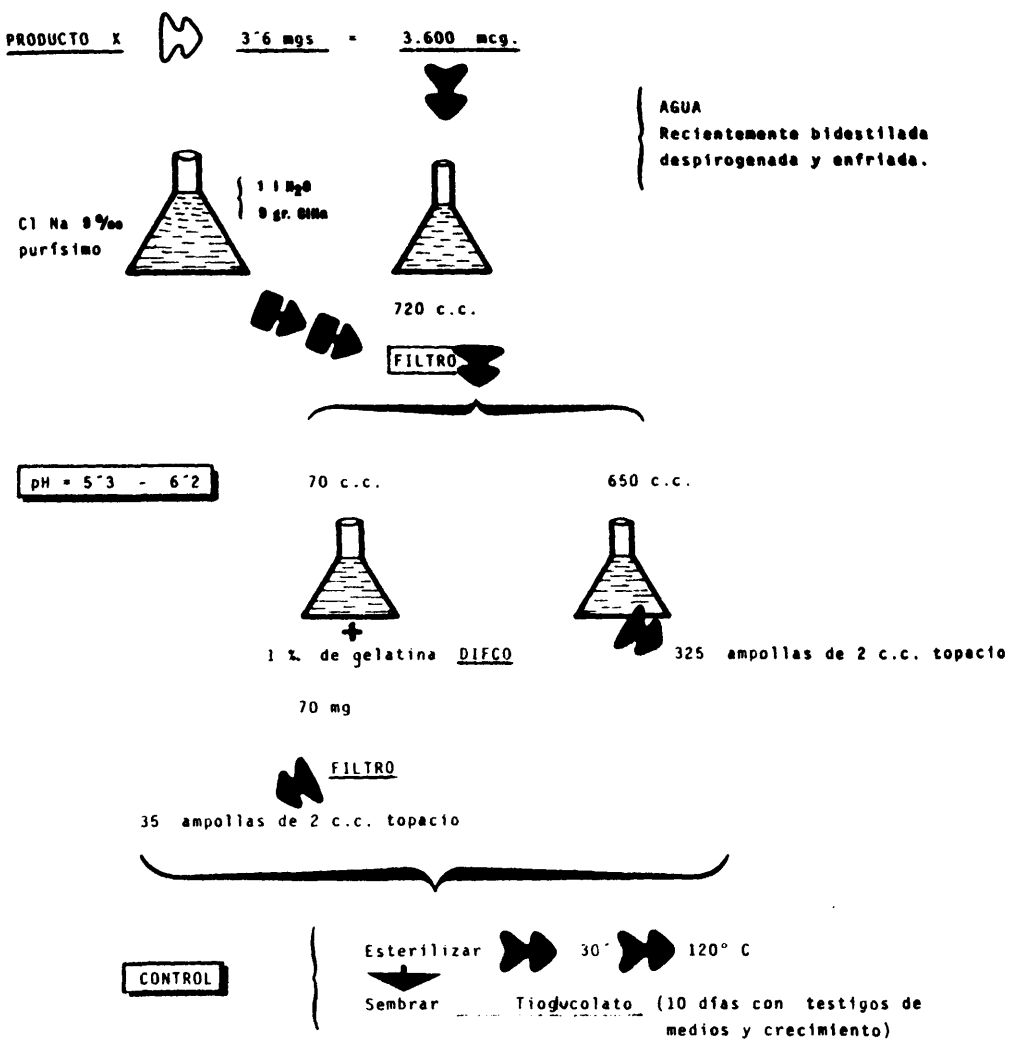 PRODUCTO X 3´6 mgs = 3.600 mcg.
AGUA
Recientemente bidestilada
despirogenada y enfriada.
1 l H₂O
9 gr. ClNa
Cl Na 9‰
purísimo
720 c.c.
FILTRO
pH = 5´3 - 6´2
70 c.c.
650 c.c.
+
1 ‰ de gelatina DIFCO
325 ampollas de 2 c.c. topacio
70 mg
FILTRO
35 ampollas de 2 c.c. topacio
CONTROL
Esterilizar 30´ 120° C
Sembrar Tioglucolato (10 días con testigos de
medios y crecimiento)